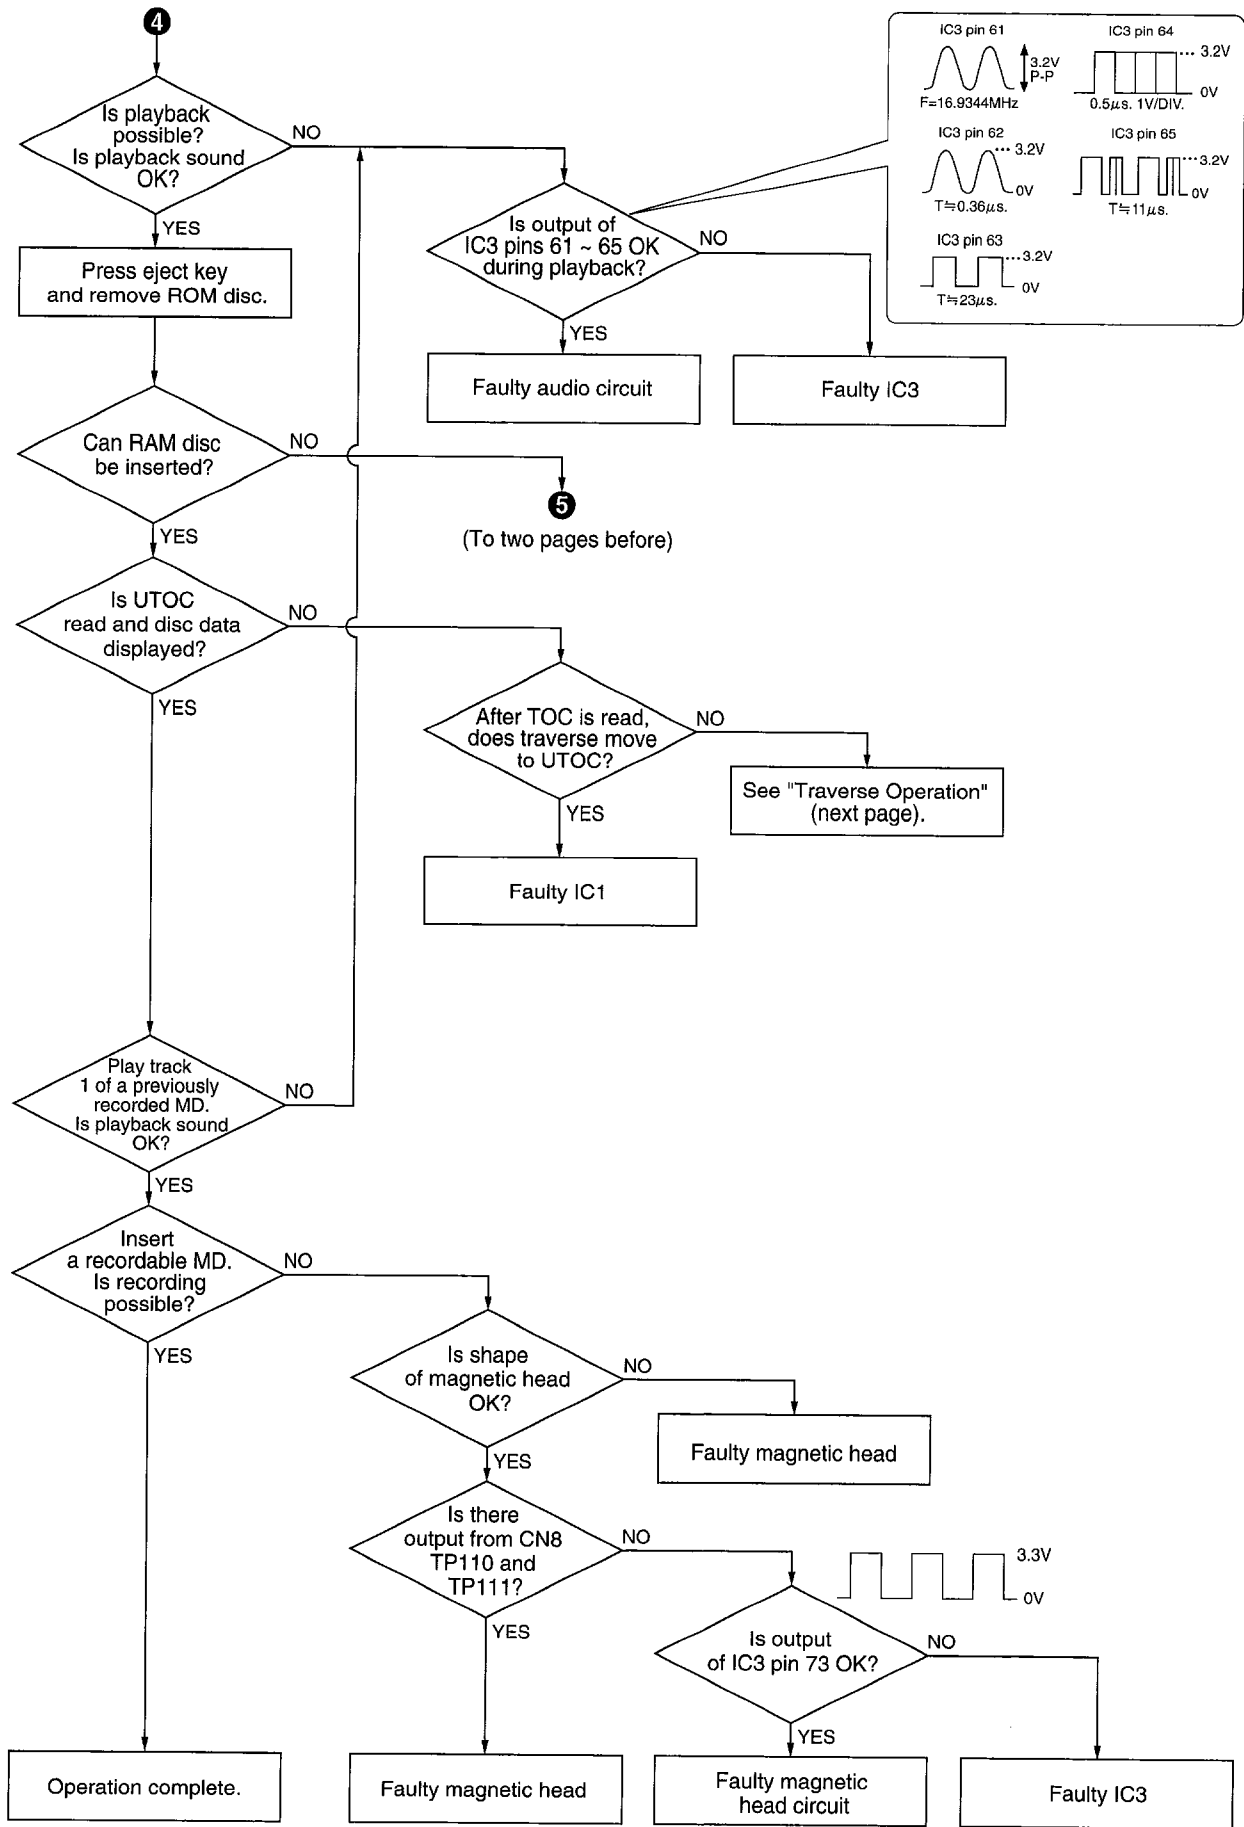 4
Is playback
possible?
Is playback sound
OK?
NO
YES
Press eject key
and remove ROM disc.
IC3 pin 61
3.2V
P-P
F=16.9344MHz
IC3 pin 64
3.2V
0V
0.5μs. 1V/DIV.
IC3 pin 62
3.2V
0V
T≒0.36μs.
IC3 pin 65
3.2V
0V
T≒11μs.
IC3 pin 63
3.2V
0V
T≒23μs.
Is output of
IC3 pins 61 ~ 65 OK
during playback?
NO
YES
Faulty audio circuit
Faulty IC3
Can RAM disc
be inserted?
NO
YES
5
(To two pages before)
Is UTOC
read and disc data
displayed?
NO
YES
After TOC is read,
does traverse move
to UTOC?
NO
YES
See "Traverse Operation"
(next page).
Faulty IC1
Play track
1 of a previously
recorded MD.
Is playback sound
OK?
NO
YES
Insert
a recordable MD.
Is recording
possible?
NO
YES
Is shape
of magnetic head
OK?
NO
YES
Faulty magnetic head
Is there
output from CN8
TP110 and
TP111?
NO
YES
3.3V
0V
Is output
of IC3 pin 73 OK?
NO
YES
Operation complete.
Faulty magnetic head
Faulty magnetic
head circuit
Faulty IC3